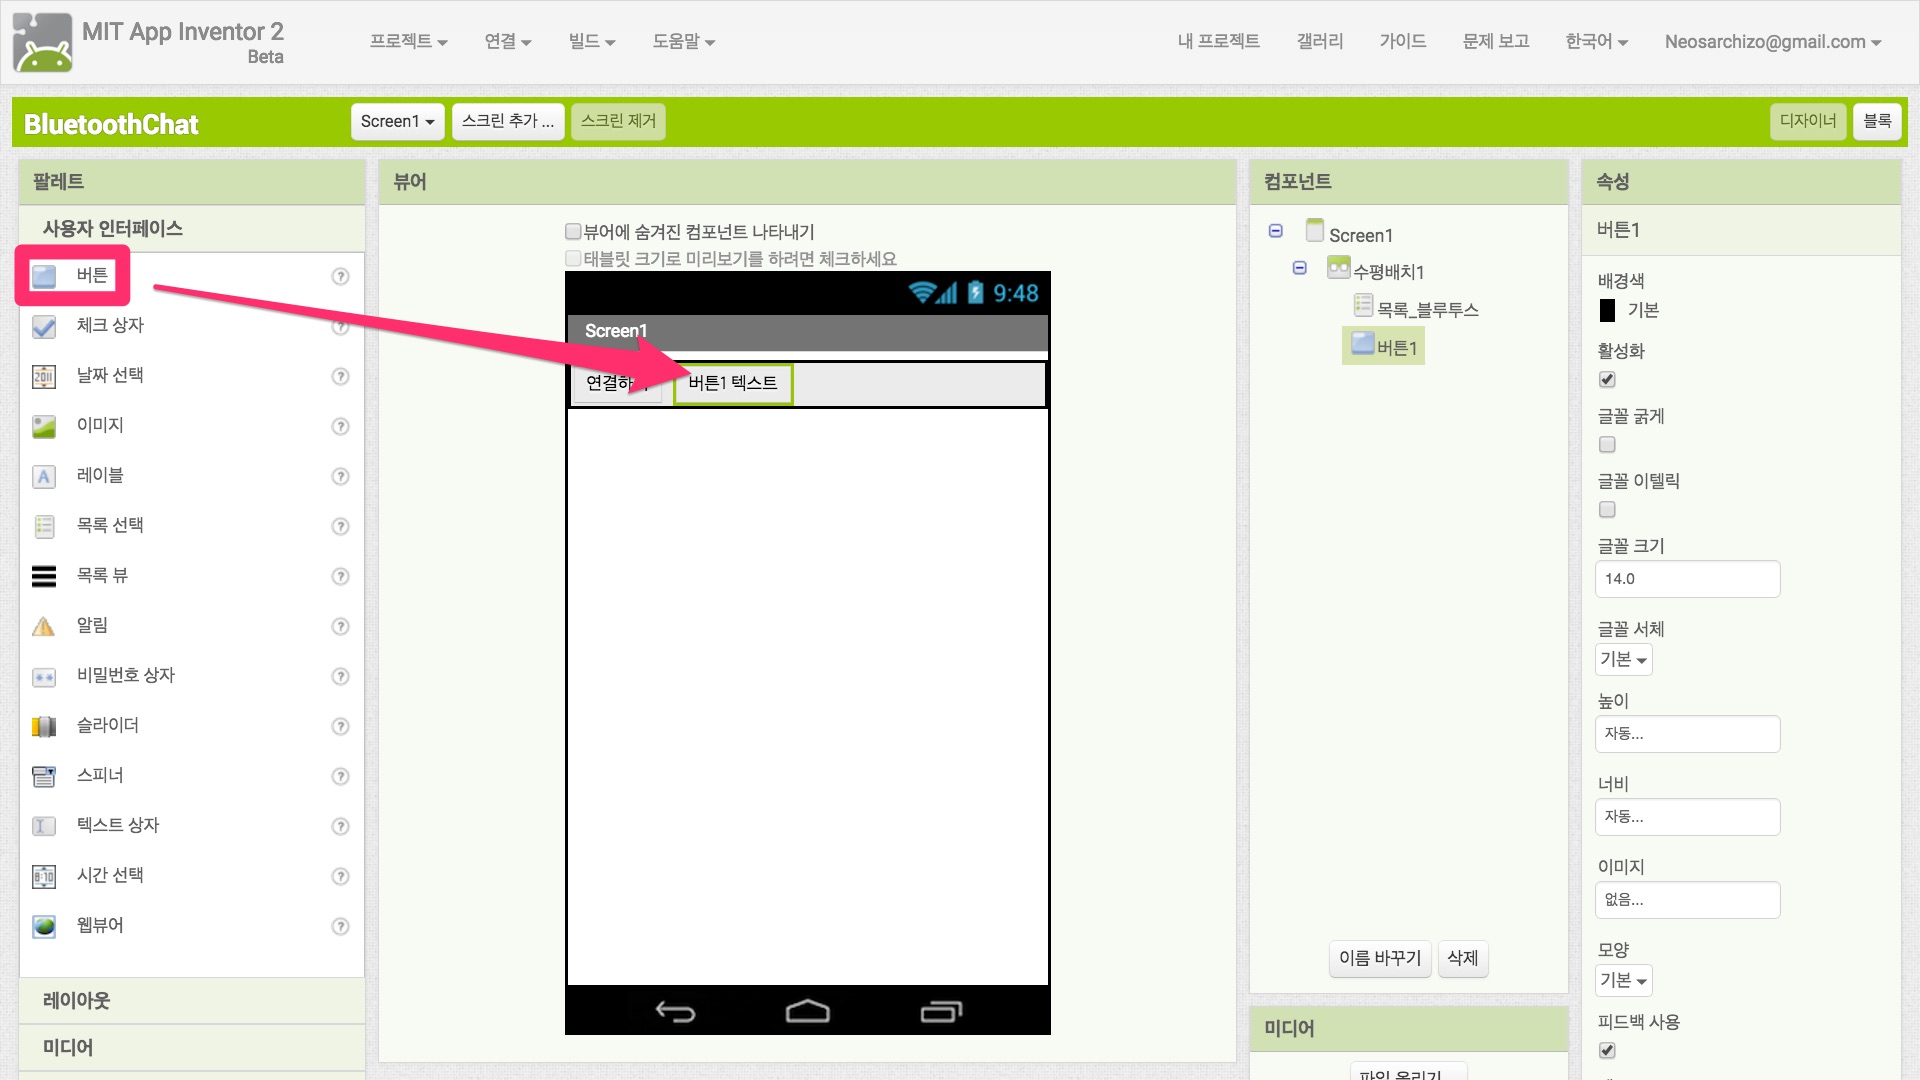 MIT App Inventor 2
Beta
프로젝트 연결 빌드 도움말
내 프로젝트 갤러리 가이드 문제 보고 한국어 Neosarchizo@gmail.com
BluetoothChat
Screen1 스크린 추가 ... 스크린 제거
디자이너 블록
팔레트
사용자 인터페이스
버튼 ?
체크 상자 ?
날짜 선택 ?
이미지 ?
레이블 ?
목록 선택 ?
목록 뷰 ?
알림 ?
비밀번호 상자 ?
슬라이더 ?
스피너 ?
텍스트 상자 ?
시간 선택 ?
웹뷰어 ?
레이아웃
미디어
뷰어
뷰어에 숨겨진 컴포넌트 나타내기
태블릿 크기로 미리보기를 하려면 체크하세요
9:48
Screen1
버튼1 텍스트
컴포넌트
Screen1
수평배치1
목록_블루투스
버튼1
이름 바꾸기 삭제
미디어
파일 올리기
속성
버튼1
배경색
기본
활성화
글꼴 굵게
글꼴 이텔릭
글꼴 크기
14.0
글꼴 서체
기본
높이
자동...
너비
자동...
이미지
없음...
모양
기본
피드백 사용